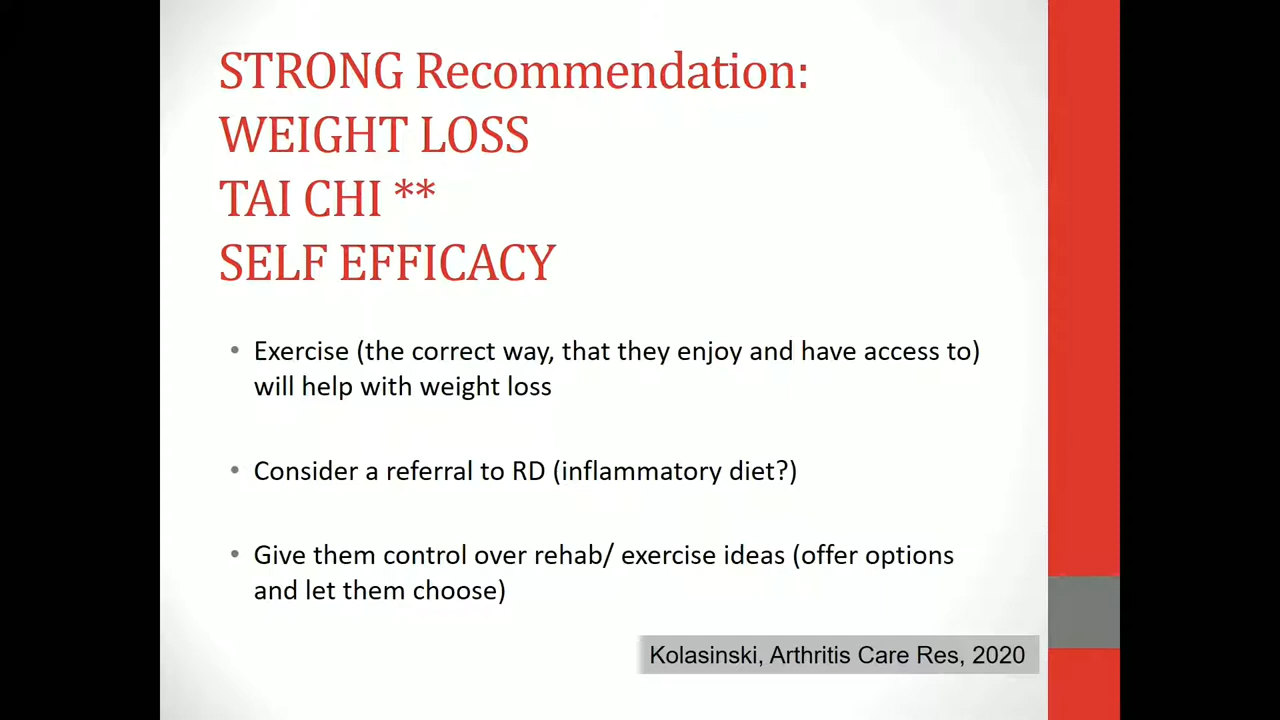 STRONG Recommendation:
WEIGHT LOSS
TAI CHI **
SELF EFFICACY
• Exercise (the correct way, that they enjoy and have access to)
will help with weight loss
• Consider a referral to RD (inflammatory diet?)
• Give them control over rehab/ exercise ideas (offer options
and let them choose)
Kolasinski, Arthritis Care Res, 2020